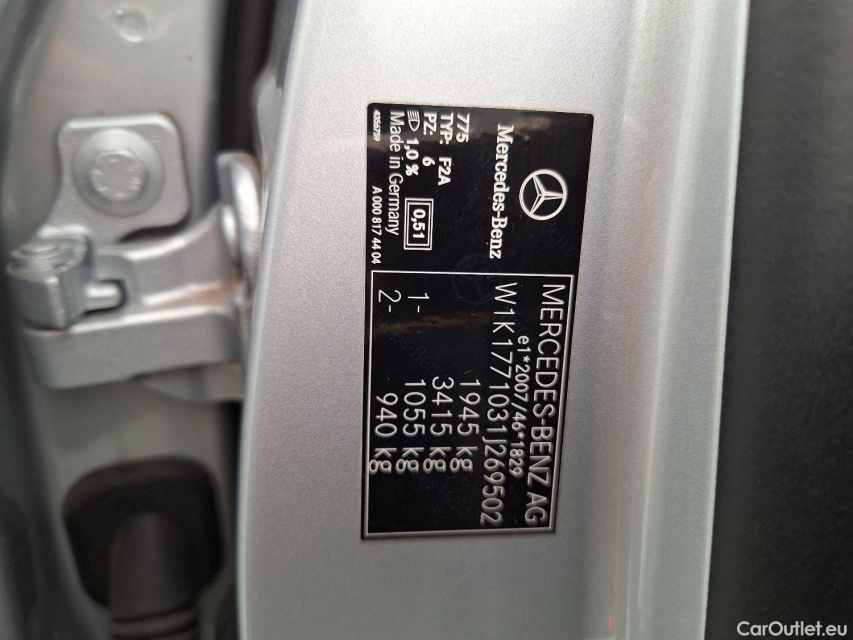 Mercedes-Benz
775
TYP: F2A
PZ: 6
1,0 %
0,51
Made in Germany
4356759
A 000 817 44 04
MERCEDES-BENZ AG
e1*2007/46*1829
W1K1771031J269502
1945 kg
3415 kg
1- 1055 kg
2- 940 kg
CarOutlet.eu